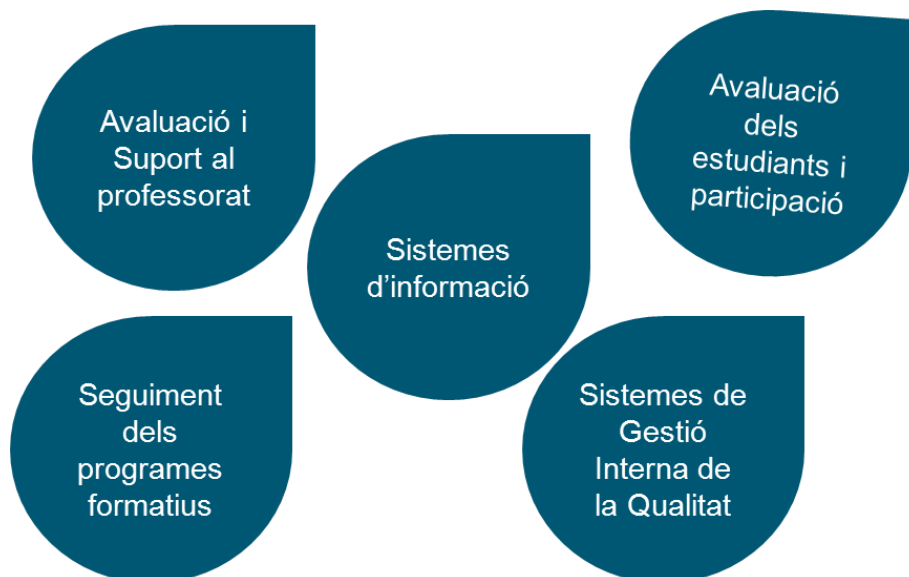 Avaluació i
Suport al
professorat
Avaluació
dels
estudiants i
participació
Sistemes
d’informació
Seguiment
dels
programes
formatius
Sistemes de
Gestió
Interna de
la Qualitat